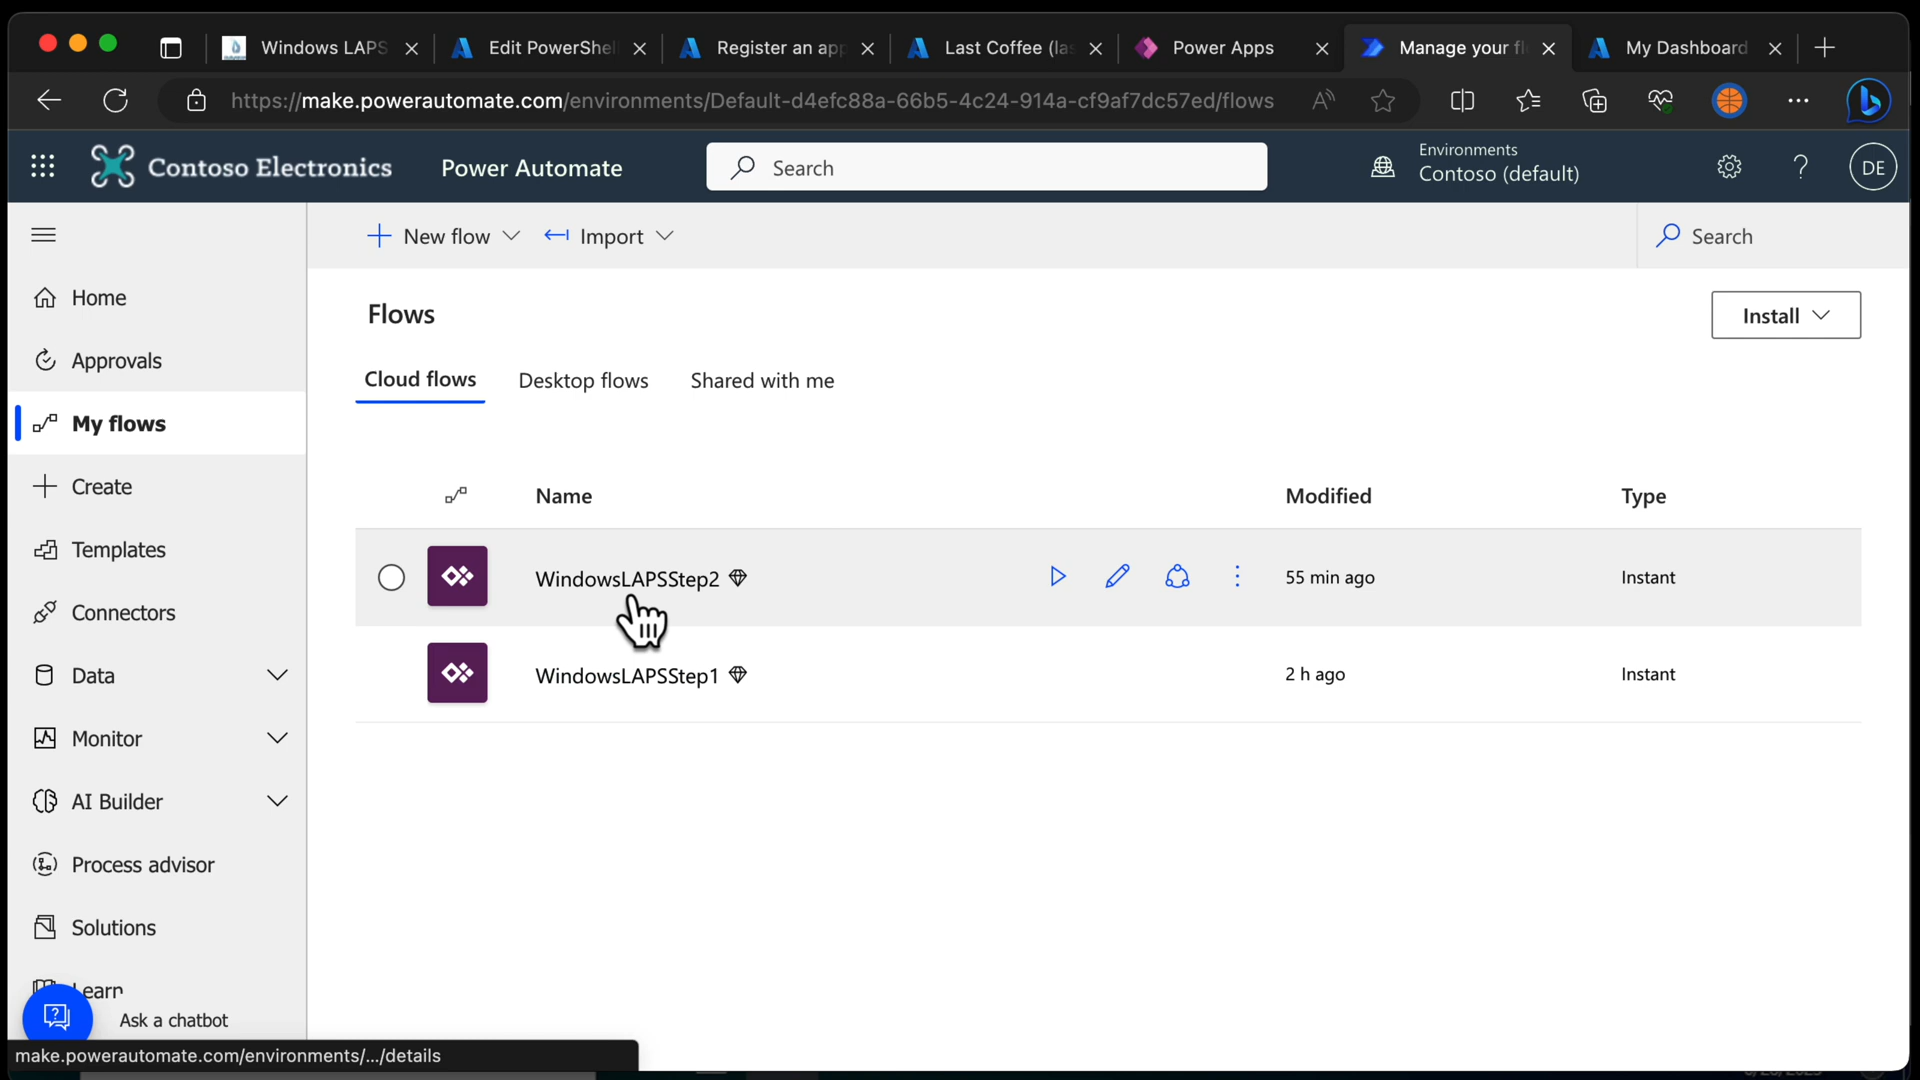 Windows LAPS
Edit PowerShel
Register an app
Last Coffee (las
Power Apps
Manage your fl
My Dashboard
https://make.powerautomate.com/environments/Default-d4efc88a-66b5-4c24-914a-cf9af7dc57ed/flows
Contoso Electronics
Power Automate
Search
Environments
Contoso (default)
?
DE
New flow
Import
Search
Home
Approvals
My flows
Create
Templates
Connectors
Data
Monitor
AI Builder
Process advisor
Solutions
Learn
Ask a chatbot
make.powerautomate.com/environments/.../details
Flows
Install
Cloud flows
Desktop flows
Shared with me
Name
Modified
Type
WindowsLAPSStep2
55 min ago
Instant
WindowsLAPSStep1
2 h ago
Instant